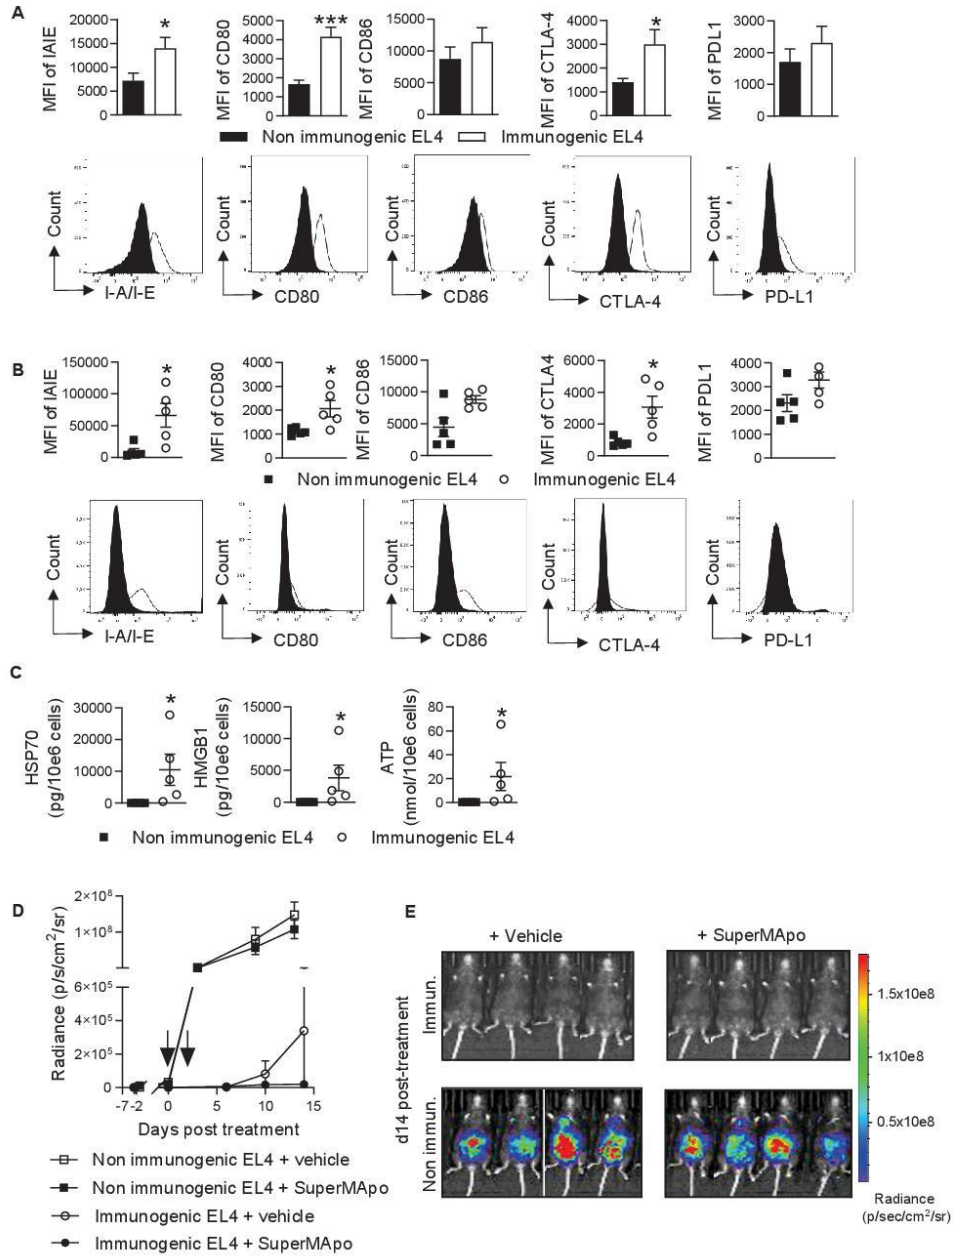 A
MFI of IAIE
20000
15000
10000
5000
0
*
MFI of CD80
5000
4000
3000
2000
1000
0
***
MFI of CD86
15000
10000
5000
0
MFI of CTLA-4
4000
3000
2000
1000
0
*
MFI of PDL1
3000
2000
1000
0
Non immunogenic EL4 Immunogenic EL4
Count
I-A/I-E
Count
CD80
Count
CD86
Count
CTLA-4
Count
PD-L1
B
MFI of IAIE
150000
100000
50000
0
*
MFI of CD80
4000
3000
2000
1000
0
*
MFI of CD86
15000
10000
5000
0
MFI of CTLA4
6000
4000
2000
0
*
MFI of PDL1
4000
3000
2000
1000
0
Non immunogenic EL4 Immunogenic EL4
Count
I-A/I-E
Count
CD80
Count
CD86
Count
CTLA-4
Count
PD-L1
C
HSP70
(pg/10e6 cells)
30000
20000
10000
0
*
HMGB1
(pg/10e6 cells)
15000
10000
5000
0
*
ATP
(nmol/10e6 cells)
80
60
40
20
0
*
Non immunogenic EL4 Immunogenic EL4
D
Radiance (p/s/cm²/sr)
2×10⁸
1×10⁸
6×10⁵
4×10⁵
2×10⁵
0
-7 -2 0 5 10 15
Days post treatment
Non immunogenic EL4 + vehicle
Non immunogenic EL4 + SuperMApo
Immunogenic EL4 + vehicle
Immunogenic EL4 + SuperMApo
E
+ Vehicle
+ SuperMApo
d14 post-treatment
Immun.
Non immun.
1.5x10e8
1x10e8
0.5x10e8
Radiance
(p/sec/cm²/sr)